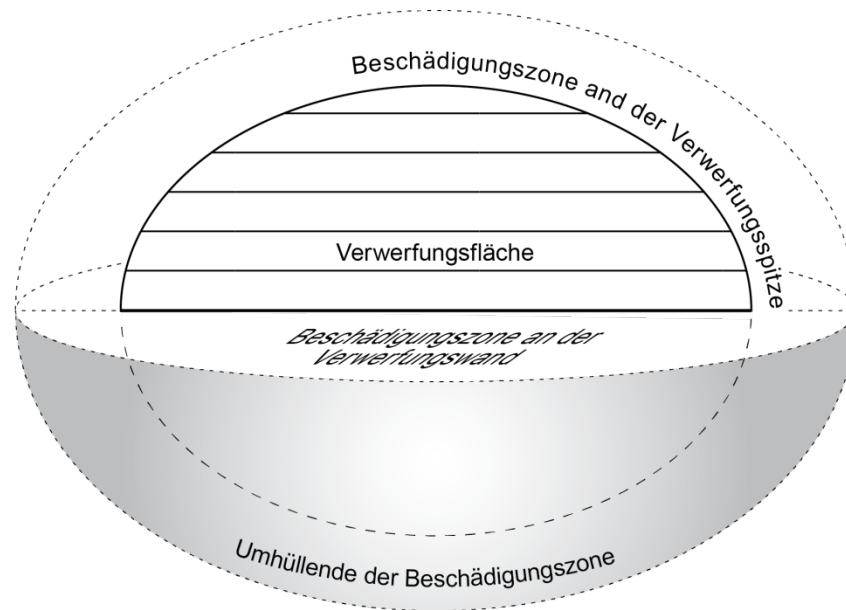 Beschädigungszone and der Verwerfungsspitze
Verwerfungsfläche
Beschädigungszone an der
Verwerfungswand
Umhüllende der Beschädigungszone